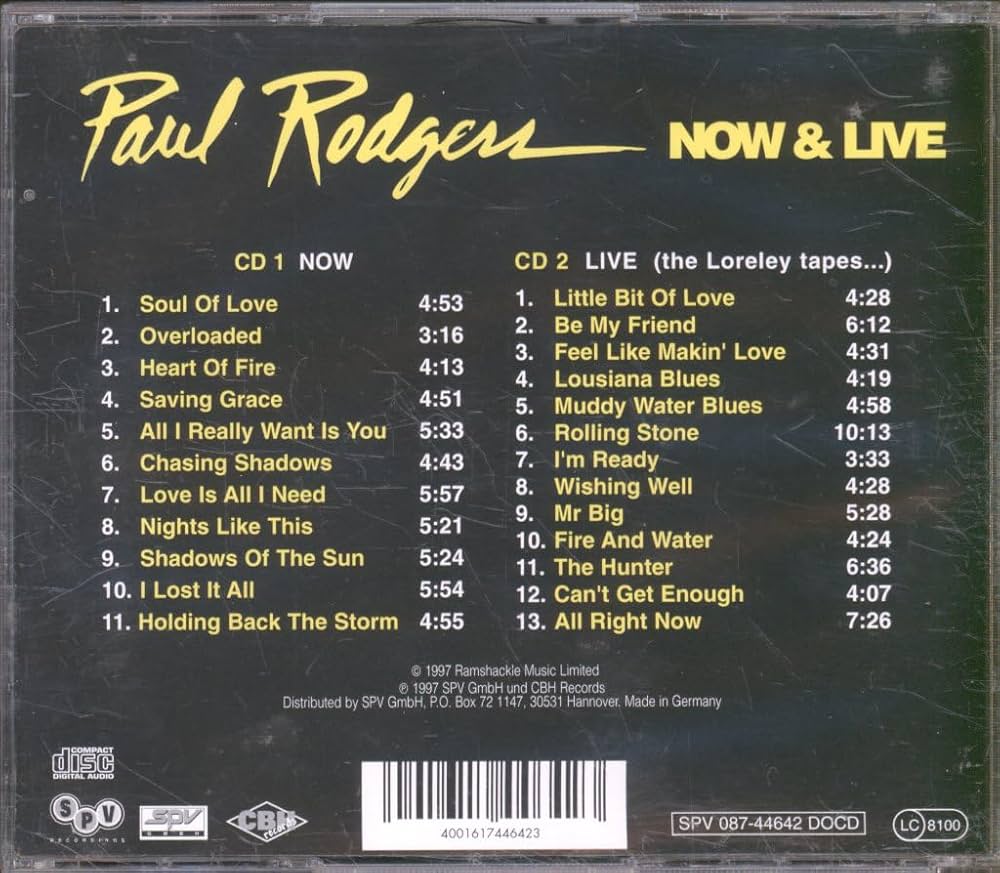 Paul Rodgers NOW & LIVE
CD 1 NOW
1. Soul Of Love 4:53
2. Overloaded 3:16
3. Heart Of Fire 4:13
4. Saving Grace 4:51
5. All I Really Want Is You 5:33
6. Chasing Shadows 4:43
7. Love Is All I Need 5:57
8. Nights Like This 5:21
9. Shadows Of The Sun 5:24
10. I Lost It All 5:54
11. Holding Back The Storm 4:55
CD 2 LIVE (the Loreley tapes...)
1. Little Bit Of Love 4:28
2. Be My Friend 6:12
3. Feel Like Makin' Love 4:31
4. Lousiana Blues 4:19
5. Muddy Water Blues 4:58
6. Rolling Stone 10:13
7. I'm Ready 3:33
8. Wishing Well 4:28
9. Mr Big 5:28
10. Fire And Water 4:24
11. The Hunter 6:36
12. Can't Get Enough 4:07
13. All Right Now 7:26
© 1997 Ramshackle Music Limited
℗ 1997 SPV GmbH und CBH Records
Distributed by SPV GmbH, P.O. Box 72 1147, 30531 Hannover. Made in Germany
COMPACT
disc
DIGITAL AUDIO
SPV
RECORDINGS
SPV
CBH
records
4001617446423
SPV 087-44642 DOCD
LC 8100